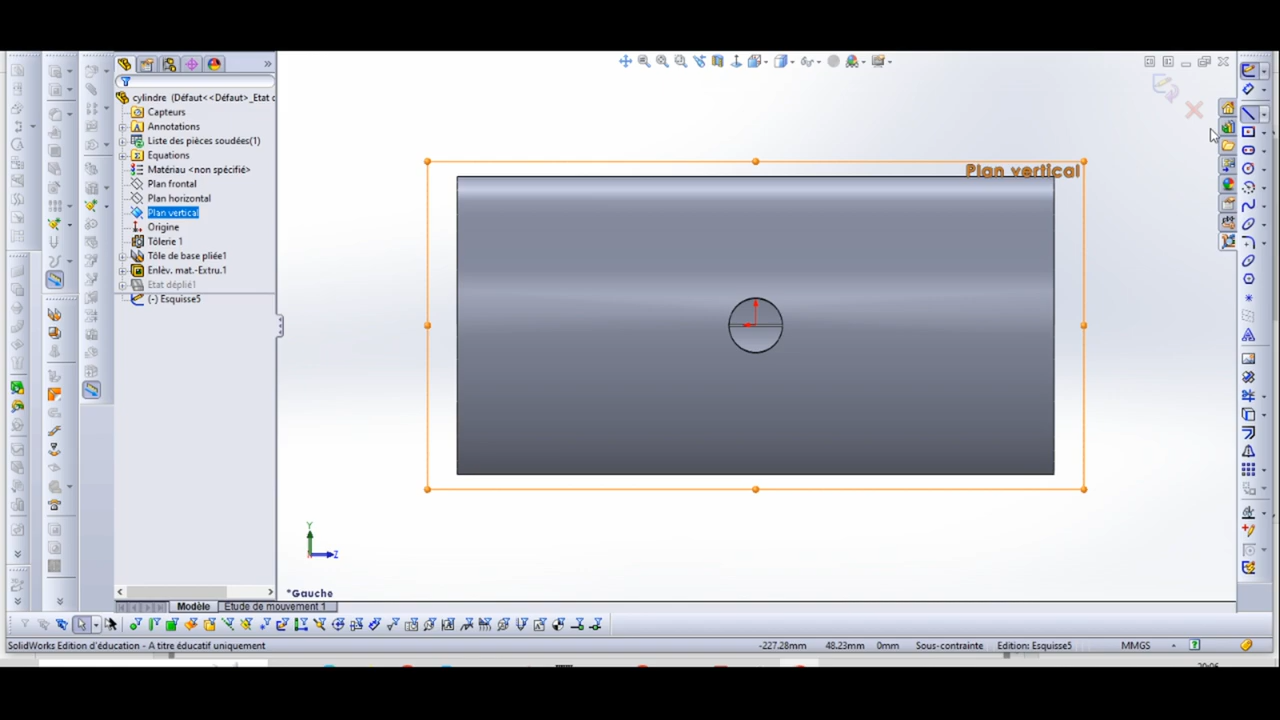 cylindre (Défaut<<Défaut>_Etat c
Capteurs
Annotations
Liste des pièces soudées(1)
Equations
Matériau <non spécifié>
Plan frontal
Plan horizontal
Plan vertical
Origine
Tôlerie 1
Tôle de base pliée1
Enlèv. mat.-Extru.1
Etat déplié1
(-) Esquisse5
Plan vertical
Y
Z
*Gauche
Modèle
Etude de mouvement 1
SolidWorks Edition d'éducation - A titre éducatif uniquement
-227.28mm 48.23mm 0mm Sous-contrainte Edition: Esquisse5 MMGS